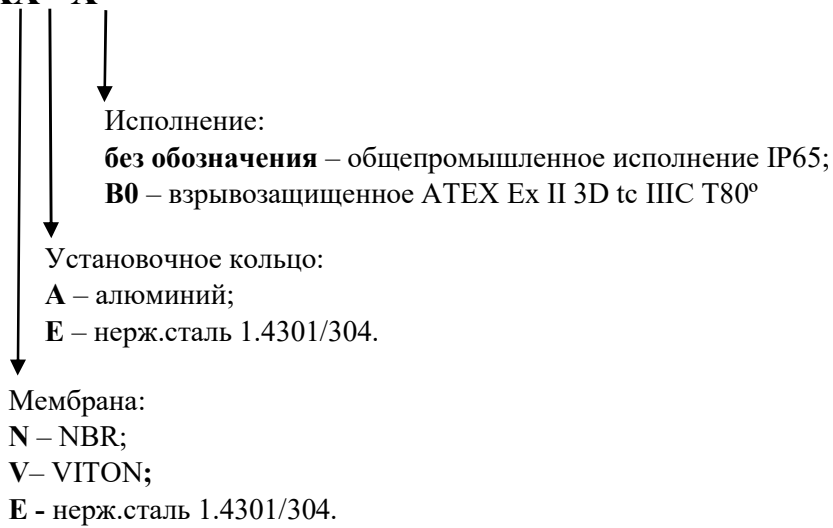 Исполнение:
без обозначения – общепромышленное исполнение IP65;
B0 – взрывозащищенное ATEX Ex II 3D tc IIIC T80º
Установочное кольцо:
А – алюминий;
Е – нерж.сталь 1.4301/304.
Мембрана:
N – NBR;
V– VITON;
E - нерж.сталь 1.4301/304.